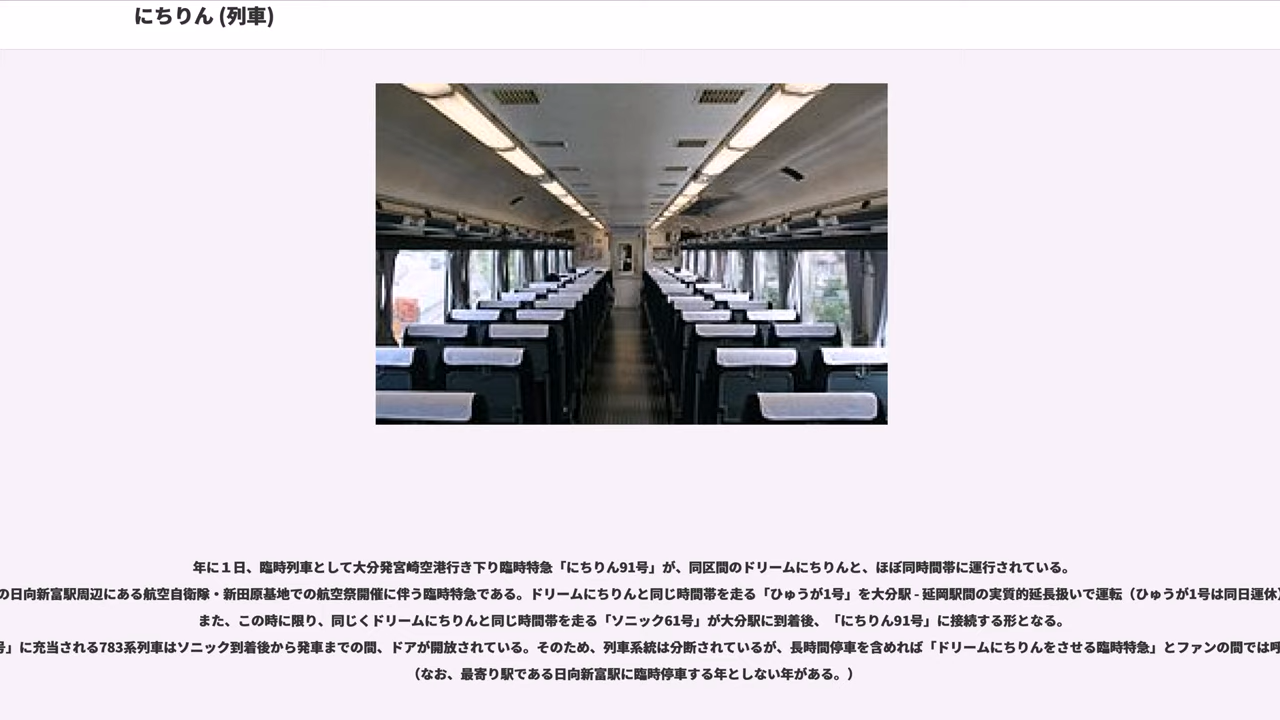 にちりん (列車)
年に１日、臨時列車として大分発宮崎空港行き下り臨時特急「にちりん91号」が、同区間のドリームにちりんと、ほぼ同時間帯に運行されている。
の日向新富駅周辺にある航空自衛隊・新田原基地での航空祭開催に伴う臨時特急である。ドリームにちりんと同じ時間帯を走る「ひゅうが1号」を大分駅 - 延岡駅間の実質的延長扱いで運転（ひゅうが1号は同日運休）
また、この時に限り、同じくドリームにちりんと同じ時間帯を走る「ソニック61号」が大分駅に到着後、「にちりん91号」に接続する形となる。
号」に充当される783系列車はソニック到着後から発車までの間、ドアが開放されている。そのため、列車系統は分断されているが、長時間停車を含めれば「ドリームにちりんをさせる臨時特急」とファンの間では呼
（なお、最寄り駅である日向新富駅に臨時停車する年としない年がある。）